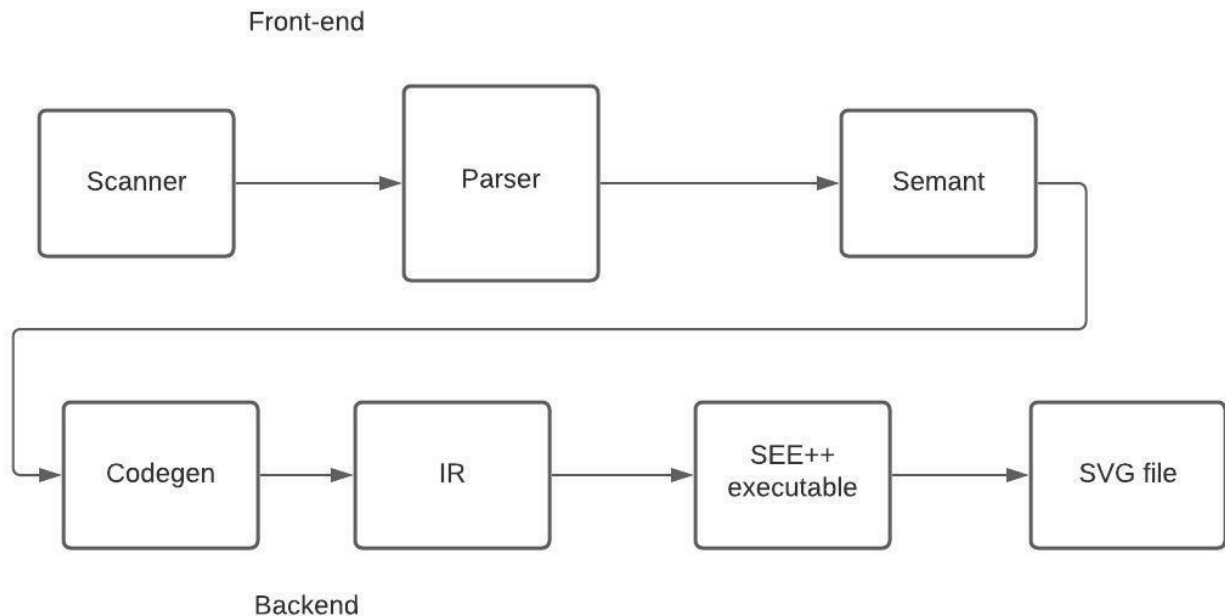 Front-end
Scanner
Parser
Semant
Codegen
IR
SEE++
executable
SVG file
Backend